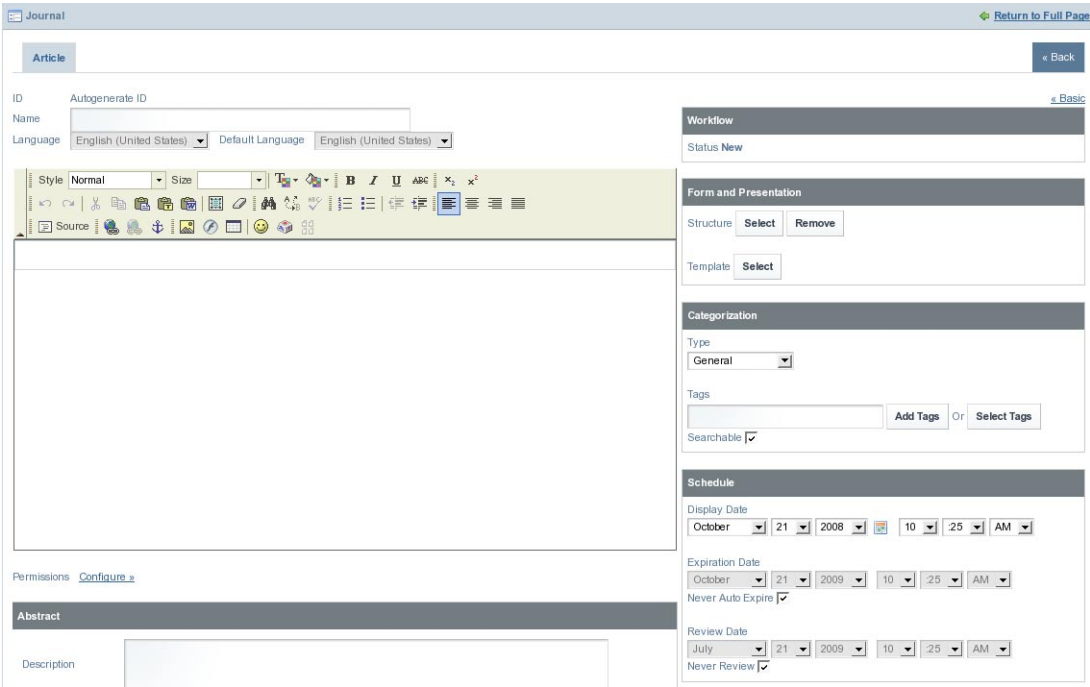 Journal
Return to Full Page
Article
« Back
ID Autogenerate ID
« Basic
Name
Language English (United States) Default Language English (United States)
Style Normal Size
B I U ABC x2 x2
Source
Permissions Configure »
Abstract
Description
Workflow
Status New
Form and Presentation
Structure Select Remove
Template Select
Categorization
Type
General
Tags
Add Tags Or Select Tags
Searchable
Schedule
Display Date
October 21 2008 10 :25 AM
Expiration Date
October 21 2009 10 :25 AM
Never Auto Expire
Review Date
July 21 2009 10 :25 AM
Never Review